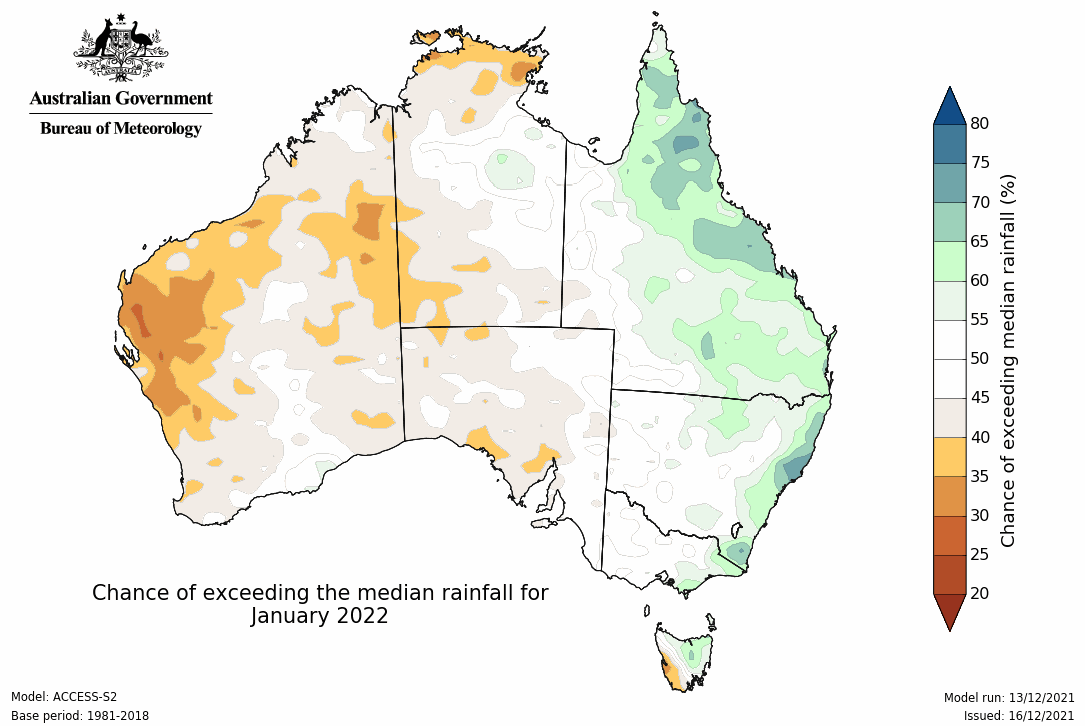 Australian Government
Bureau of Meteorology
80
75
70
65
60
55
50
45
40
35
30
25
20
Chance of exceeding median rainfall (%)
Chance of exceeding the median rainfall for
January 2022
Model: ACCESS-S2
Base period: 1981-2018
Model run: 13/12/2021
Issued: 16/12/2021